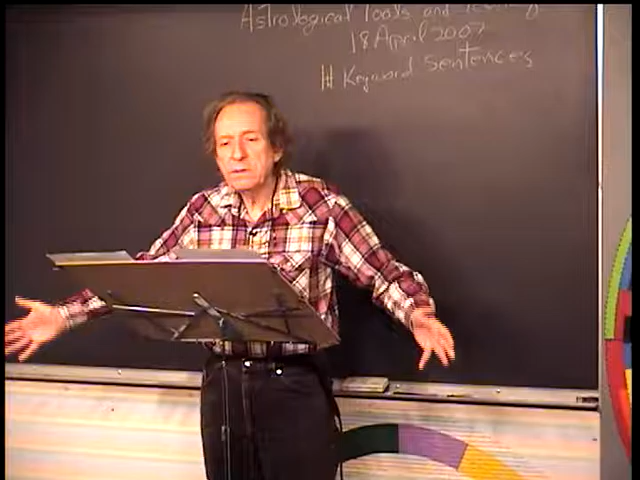 Astrological Tools and
18 April 2007
# Keyword Sentences